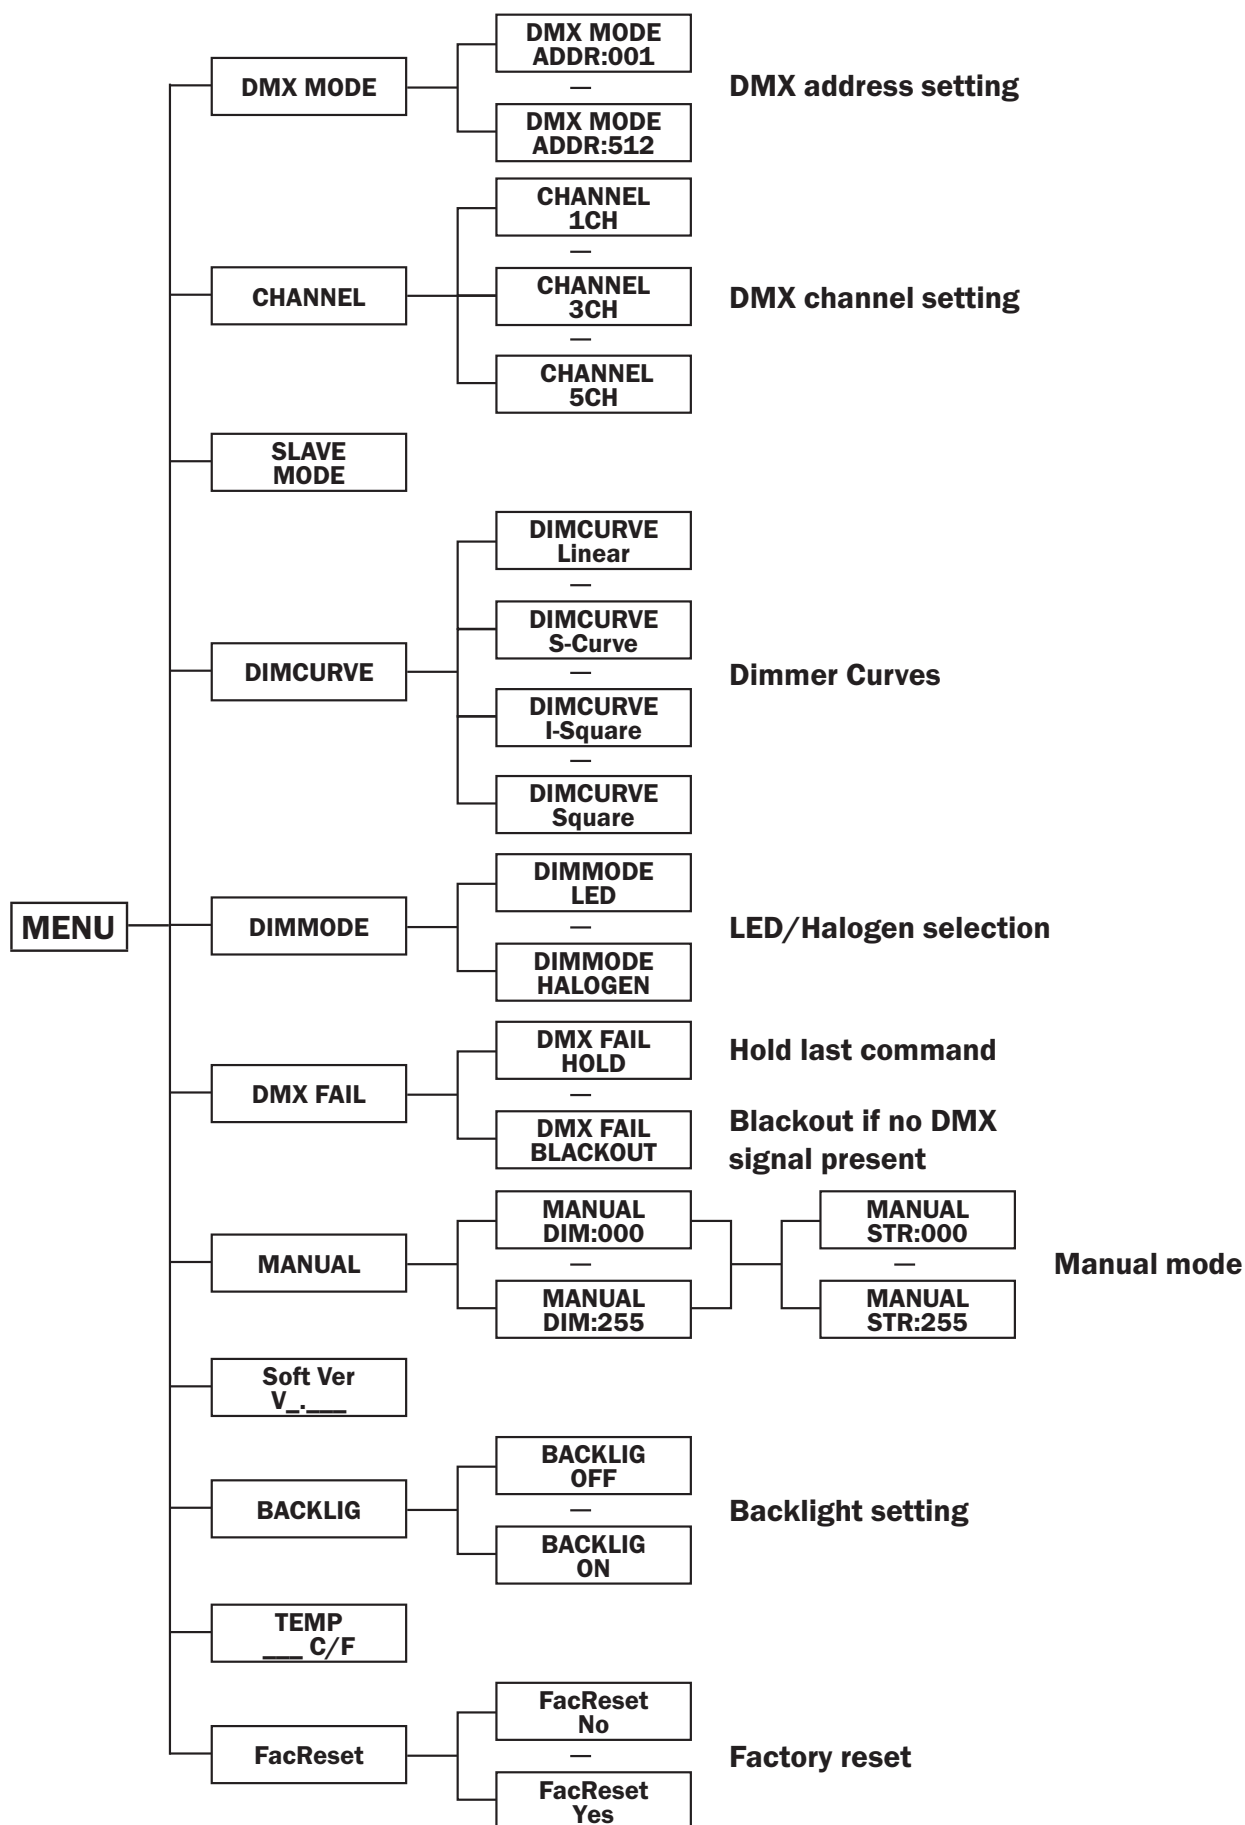 DMX MODE
ADDR:001
DMX MODE
—
DMX address setting
DMX MODE
ADDR:512
CHANNEL
1CH
—
CHANNEL
CHANNEL
3CH
DMX channel setting
—
CHANNEL
5CH
SLAVE
MODE
DIMCURVE
Linear
—
DIMCURVE
S-Curve
DIMCURVE
—
Dimmer Curves
DIMCURVE
I-Square
—
DIMCURVE
Square
DIMMODE
LED
MENU
DIMMODE
—
LED/Halogen selection
DIMMODE
HALOGEN
DMX FAIL
HOLD
Hold last command
DMX FAIL
—
DMX FAIL
BLACKOUT
Blackout if no DMX
signal present
MANUAL
DIM:000
MANUAL
STR:000
MANUAL
—
—
Manual mode
MANUAL
DIM:255
MANUAL
STR:255
Soft Ver
V_.___
BACKLIG
OFF
BACKLIG
—
Backlight setting
BACKLIG
ON
TEMP
___ C/F
FacReset
No
FacReset
—
Factory reset
FacReset
Yes